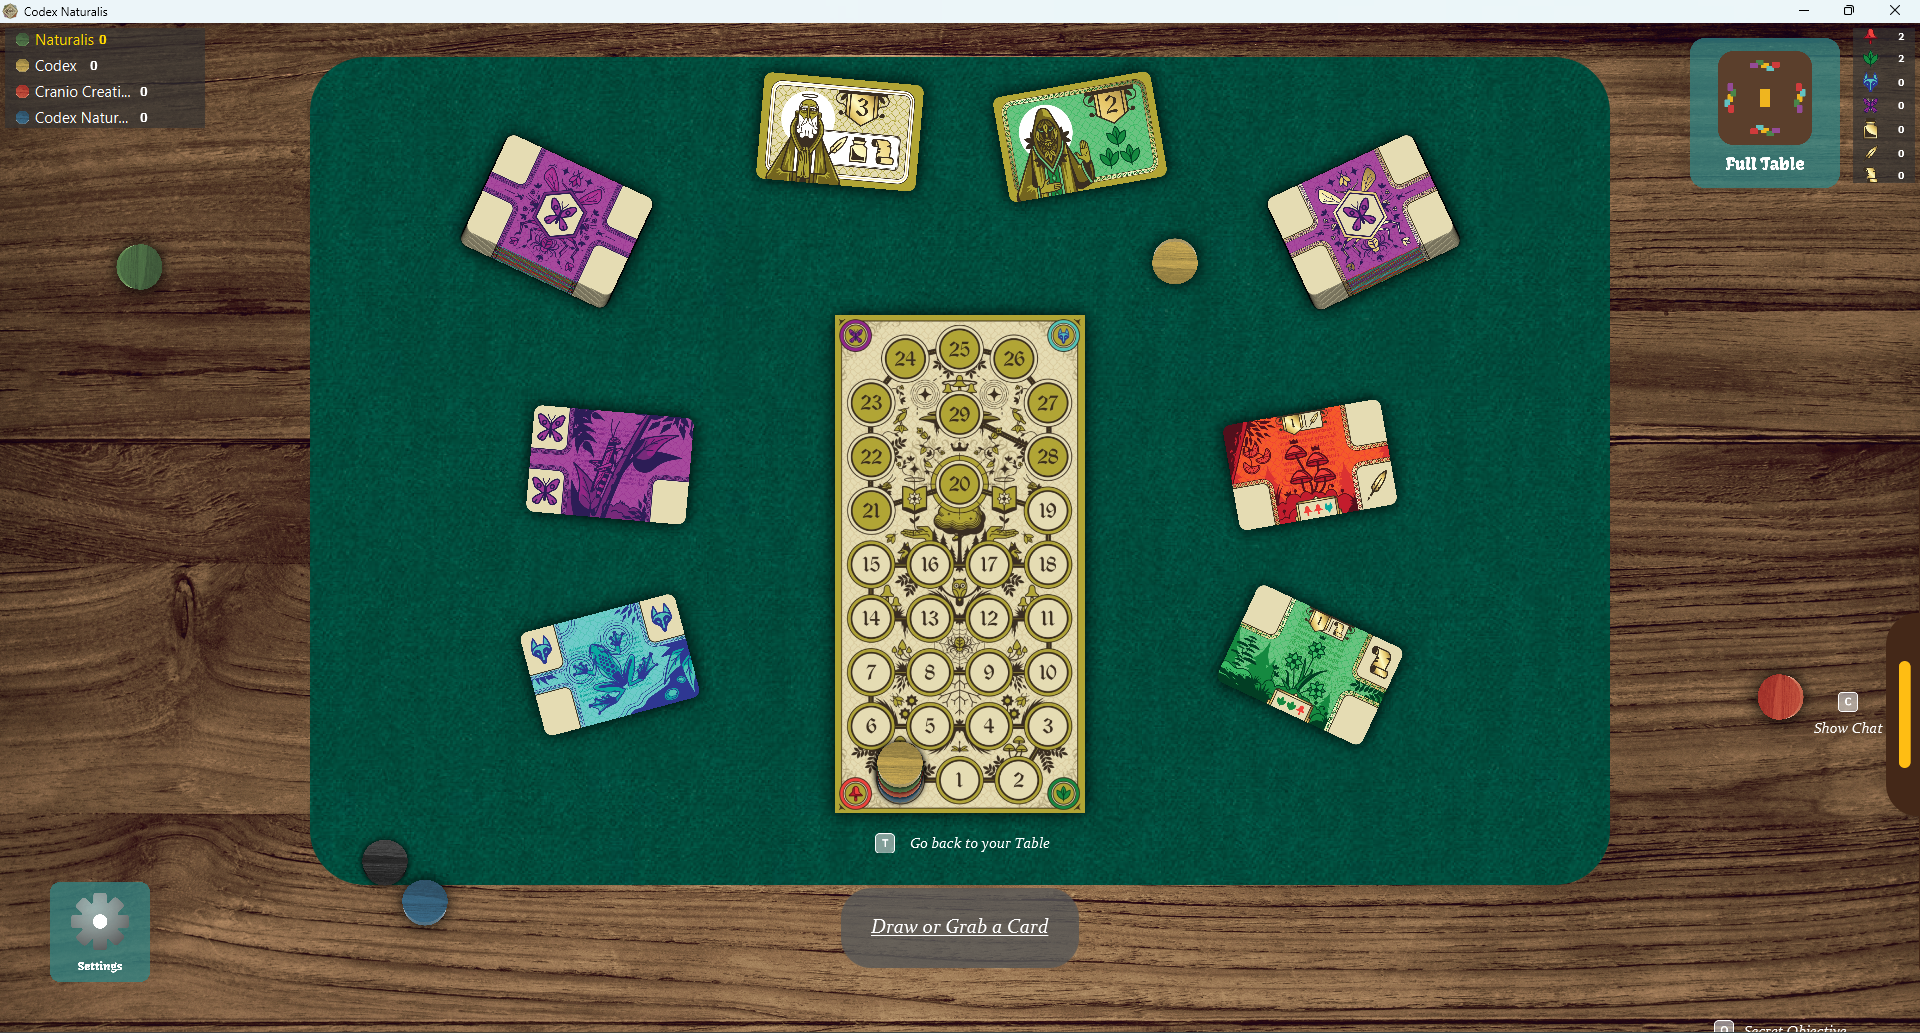 Codex Naturalis
Naturalis 0
Codex 0
Cranio Creati... 0
Codex Natur... 0
3
2
Full Table
2
2
0
0
0
0
0
24 25 26
23 29 27
22 28
20
21 19
15 16 17 18
14 13 12 11
7 8 9 10
6 5 4 3
1 2
1
1
C
Show Chat
T Go back to your Table
Draw or Grab a Card
Settings
Secret Objective